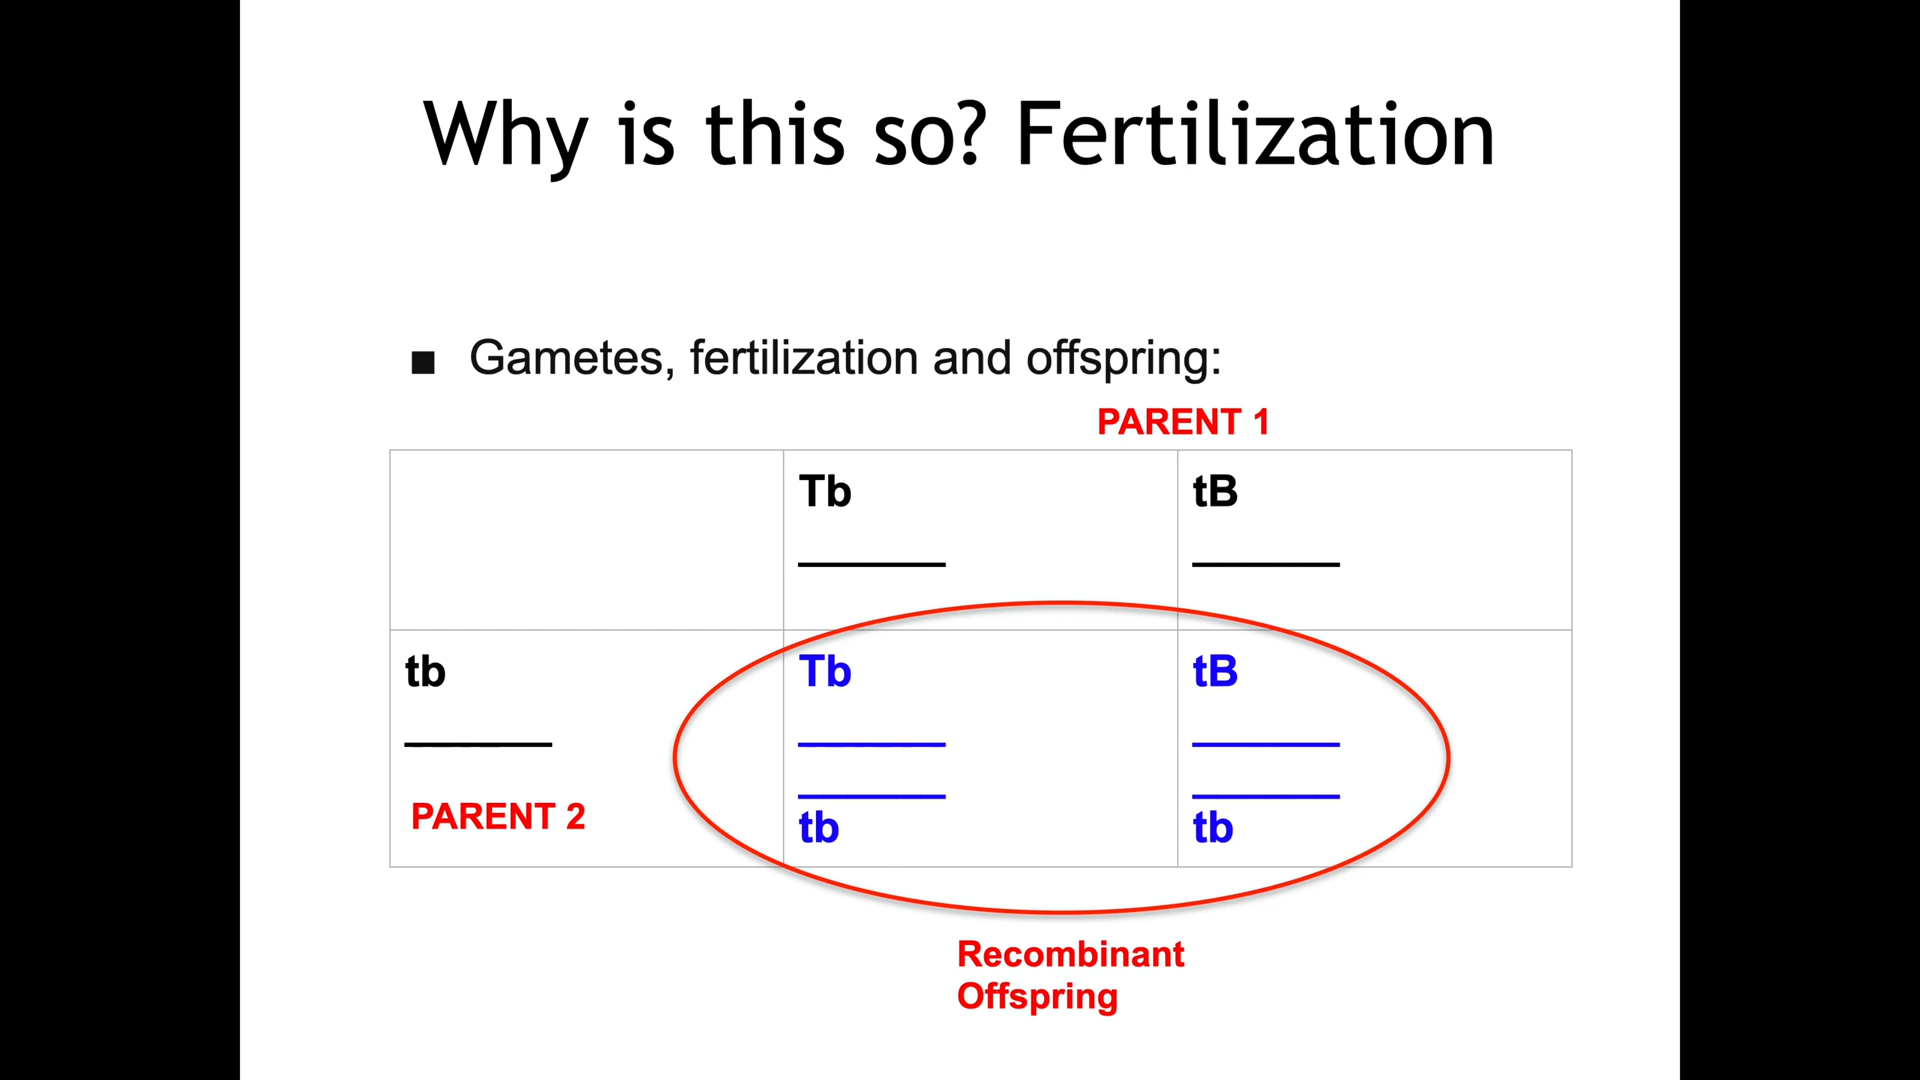 Why is this so? Fertilization
■ Gametes, fertilization and offspring:
PARENT 1
Tb tB
tb Tb tB
PARENT 2
tb tb
Recombinant
Offspring